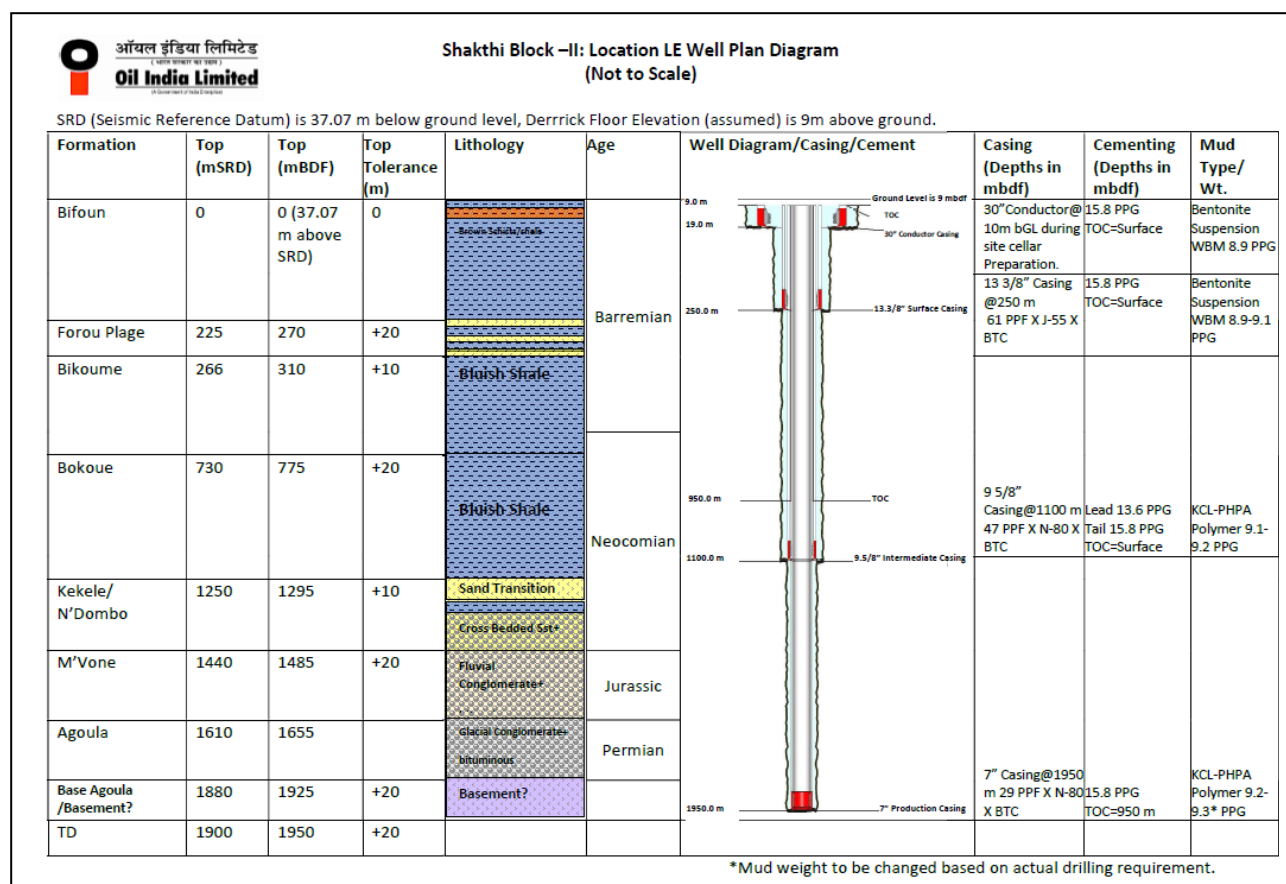 ऑयल इंडिया लिमिटेड
Oil India Limited
Shakthi Block –II: Location LE Well Plan Diagram
(Not to Scale)
SRD (Seismic Reference Datum) is 37.07 m below ground level, Derrrick Floor Elevation (assumed) is 9m above ground.
Formation
Top
(mSRD)
Top
(mBDF)
Top
Tolerance
(m)
Lithology
Age
Well Diagram/Casing/Cement
Casing
(Depths in
mbdf)
Cementing
(Depths in
mbdf)
Mud
Type/
Wt.
Bifoun
0
0 (37.07
m above
SRD)
0
Brown Schists/shale
Forou Plage
225
270
+20
Bikoume
266
310
+10
Bluish Shale
Bokoue
730
775
+20
Bluish Shale
Kekele/
N’Dombo
1250
1295
+10
Sand Transition
Cross Bedded Sst+
M’Vone
1440
1485
+20
Fluvial
Conglomerate+
Agoula
1610
1655
Glacial Conglomerate+
bituminous
Base Agoula
/Basement?
1880
1925
+20
Basement?
TD
1900
1950
+20
Barremian
Neocomian
Jurassic
Permian
9.0 m
Ground Level is 9 mbdf
TOC
19.0 m
30” Conductor Casing
250.0 m
13.3/8” Surface Casing
950.0 m
TOC
1100.0 m
9.5/8” Intermediate Casing
1950.0 m
7” Production Casing
30”Conductor@
10m bGL during
site cellar
Preparation.
15.8 PPG
TOC=Surface
Bentonite
Suspension
WBM 8.9 PPG
13 3/8” Casing
@250 m
61 PPF X J-55 X
BTC
15.8 PPG
TOC=Surface
Bentonite
Suspension
WBM 8.9-9.1
PPG
9 5/8”
Casing@1100 m
47 PPF X N-80 X
BTC
Lead 13.6 PPG
Tail 15.8 PPG
TOC=Surface
KCL-PHPA
Polymer 9.1-
9.2 PPG
7” Casing@1950
m 29 PPF X N-80
X BTC
15.8 PPG
TOC=950 m
KCL-PHPA
Polymer 9.2-
9.3* PPG
*Mud weight to be changed based on actual drilling requirement.